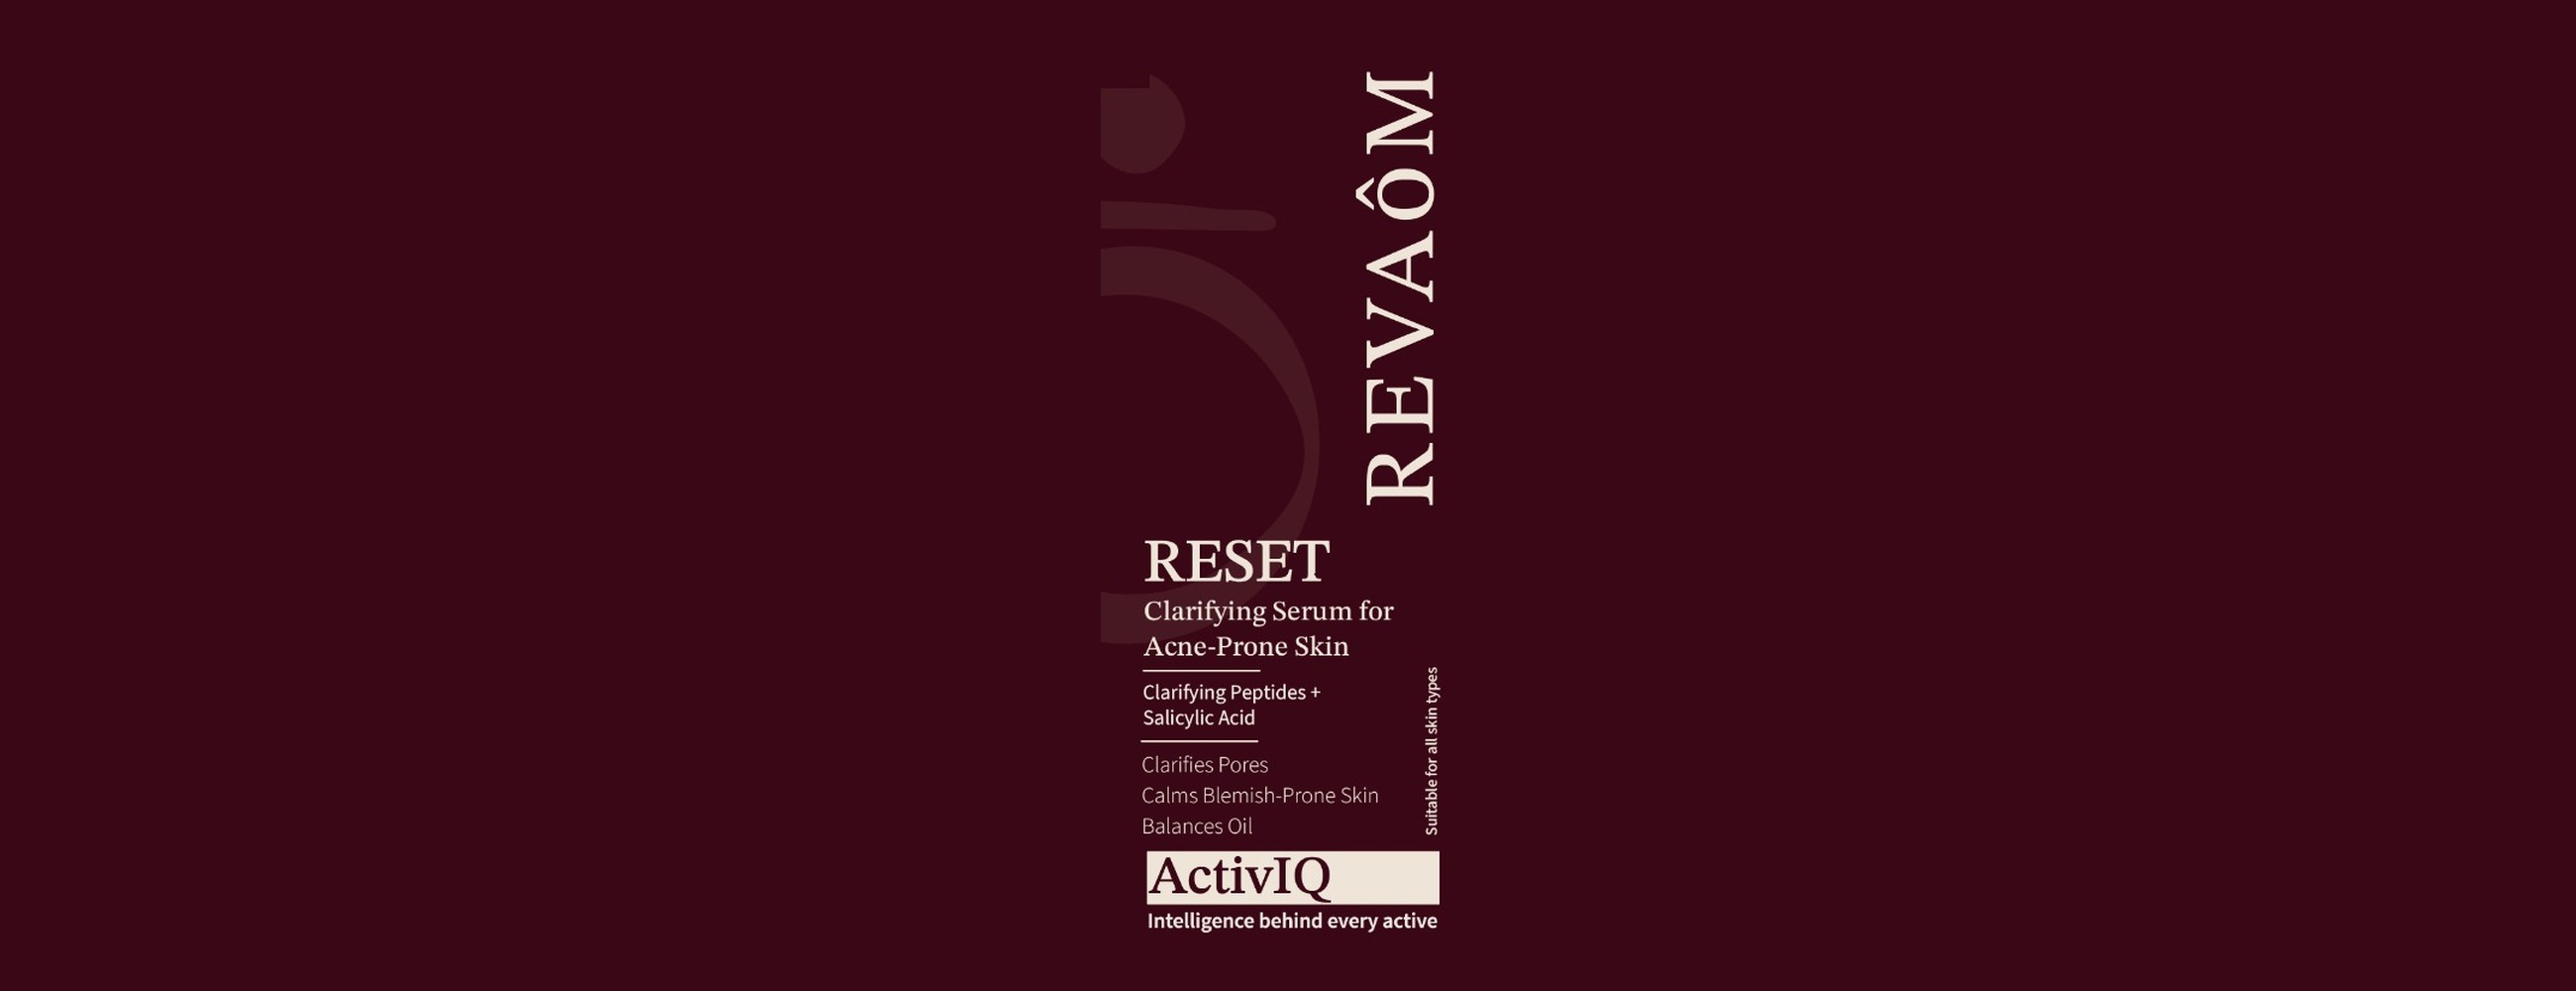 REVAÔM
RESET
Clarifying Serum for
Acne-Prone Skin
Clarifying Peptides +
Salicylic Acid
Clarifies Pores
Calms Blemish-Prone Skin
Balances Oil
Suitable for all skin types
ActivIQ
Intelligence behind every active